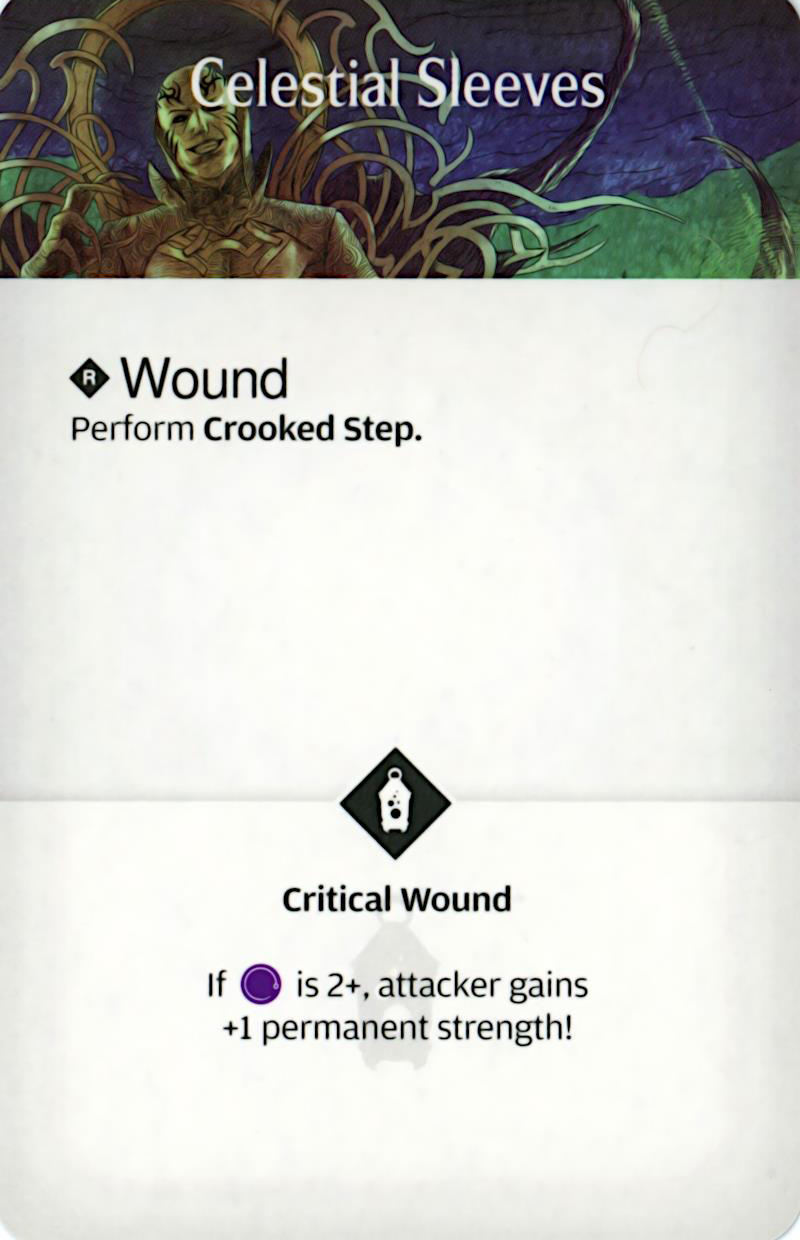 Celestial Sleeves
R Wound
Perform Crooked Step.
Critical Wound
If is 2+, attacker gains
+1 permanent strength!